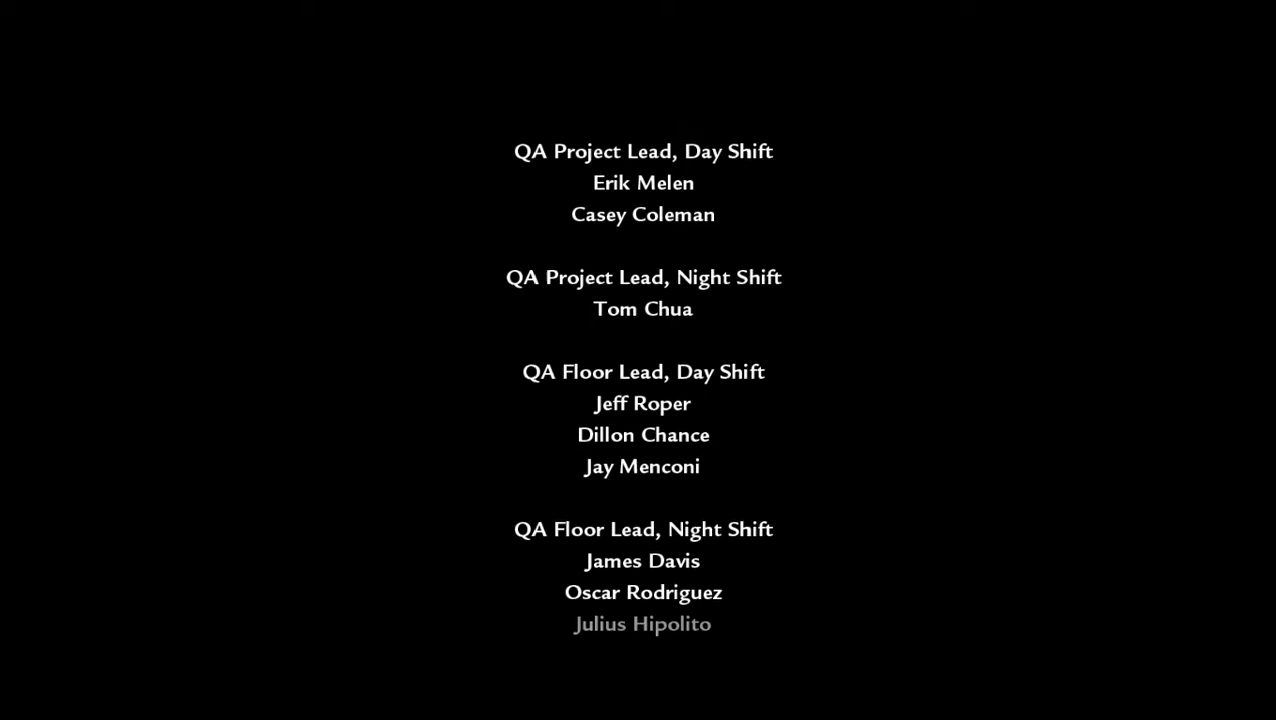 QA Project Lead, Day Shift
Erik Melen
Casey Coleman
QA Project Lead, Night Shift
Tom Chua
QA Floor Lead, Day Shift
Jeff Roper
Dillon Chance
Jay Menconi
QA Floor Lead, Night Shift
James Davis
Oscar Rodriguez
Julius Hipolito